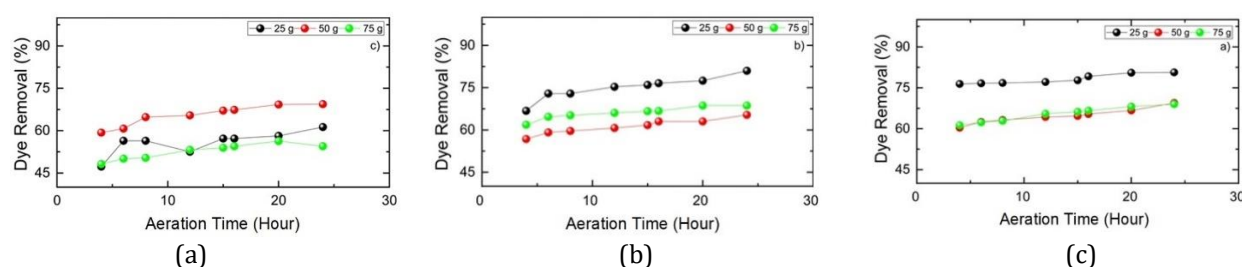 25 g 50 g 75 g
c)
Dye Removal (%)
90
75
60
45
0 10 20 30
Aeration Time (Hour)
(a)
25 g 50 g 75 g
b)
Dye Removal (%)
90
75
60
45
0 10 20 30
Aeration Time (Hour)
(b)
25 g 50 g 75 g
a)
Dye Removal (%)
90
75
60
45
0 10 20 30
Aeration Time (Hour)
(c)